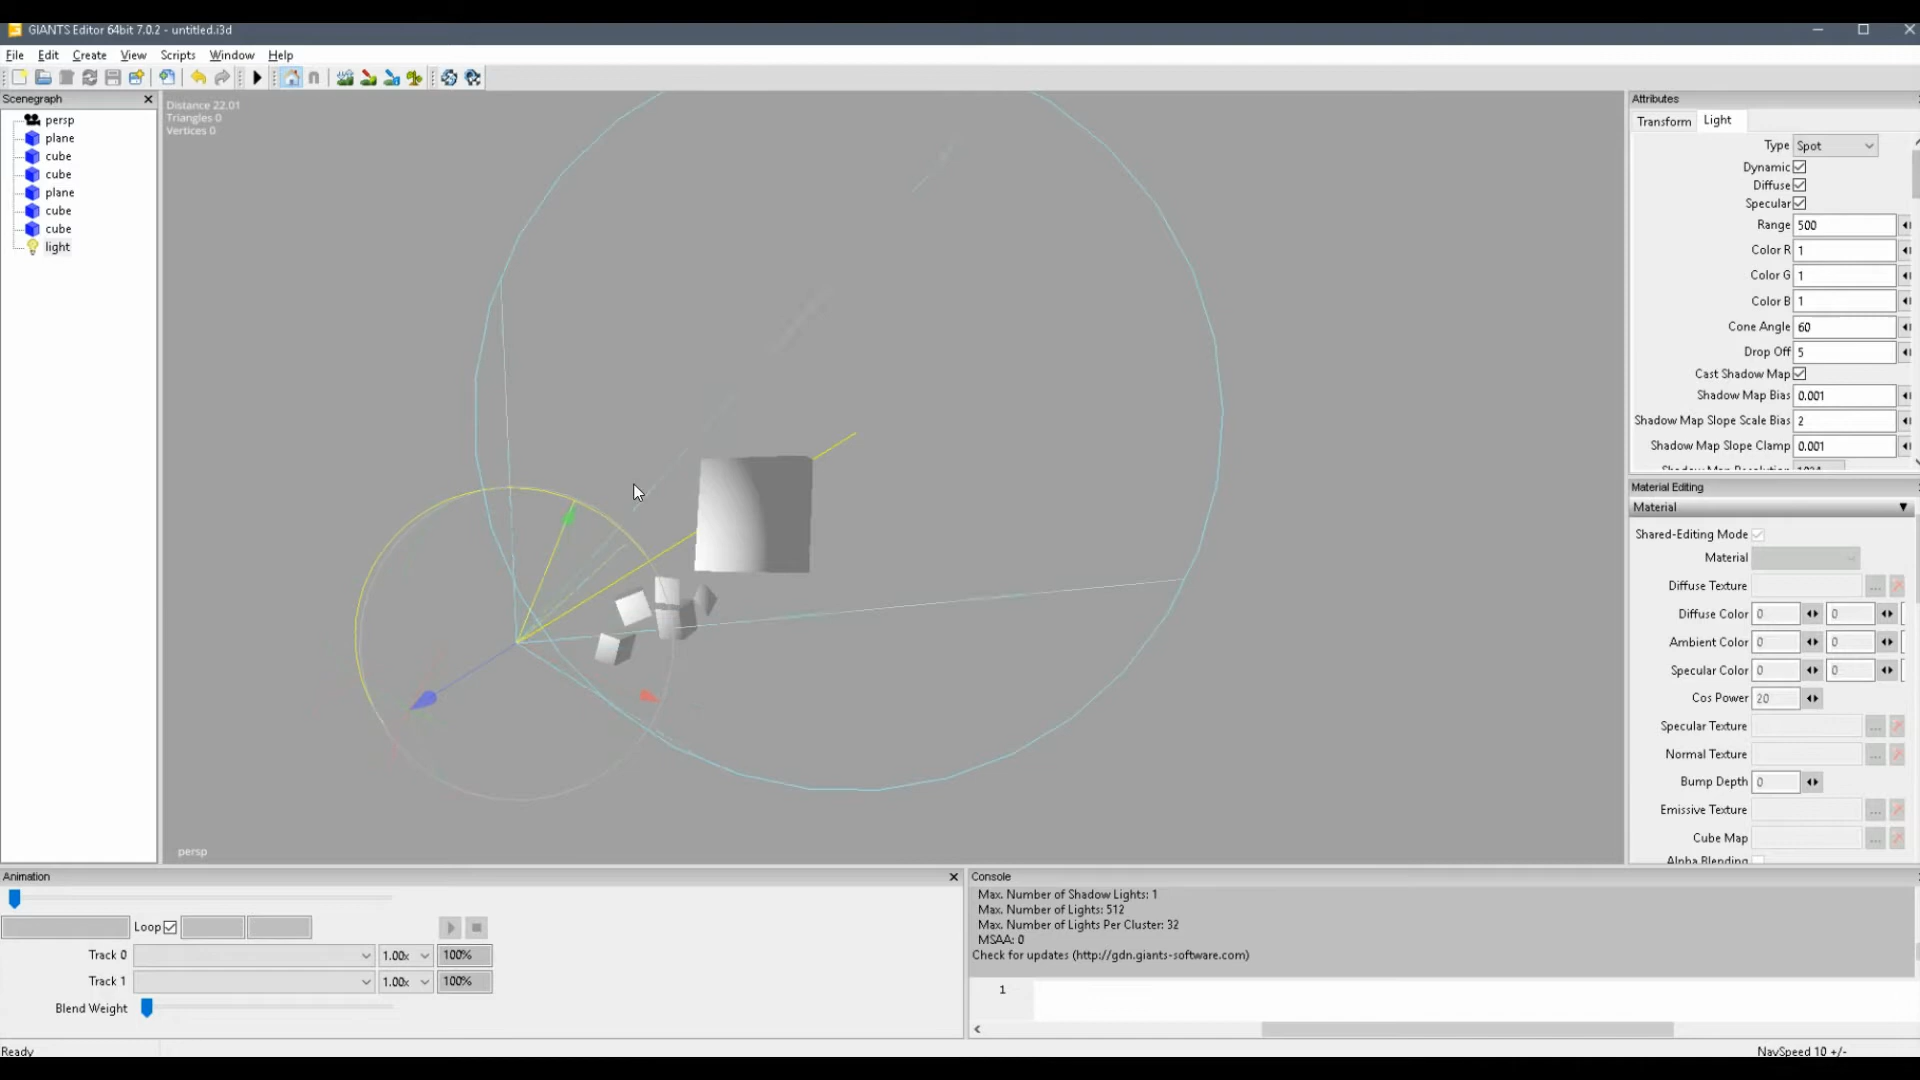 GIANTS Editor 64bit 7.0.2 - untitled.i3d
File Edit Create View Scripts Window Help
Scenegraph
persp
plane
cube
cube
plane
cube
cube
light
Distance 22.01
Triangles 0
Vertices 0
persp
Attributes
Transform Light
Type Spot
Dynamic
Diffuse
Specular
Range 500
Color R 1
Color G 1
Color B 1
Cone Angle 60
Drop Off 5
Cast Shadow Map
Shadow Map Bias 0.001
Shadow Map Slope Scale Bias 2
Shadow Map Slope Clamp 0.001
Shadow Map Resolution 1024
Material Editing
Material
Shared-Editing Mode
Material
Diffuse Texture ...
Diffuse Color 0 0
Ambient Color 0 0
Specular Color 0 0
Cos Power 20
Specular Texture ...
Normal Texture ...
Bump Depth 0
Emissive Texture ...
Cube Map ...
Alpha Blending
Animation
Loop
Track 0 1.00x 100%
Track 1 1.00x 100%
Blend Weight
Console
Max. Number of Shadow Lights: 1
Max. Number of Lights: 512
Max. Number of Lights Per Cluster: 32
MSAA: 0
Check for updates (http://gdn.giants-software.com)
1
Ready
NavSpeed 10 +/-